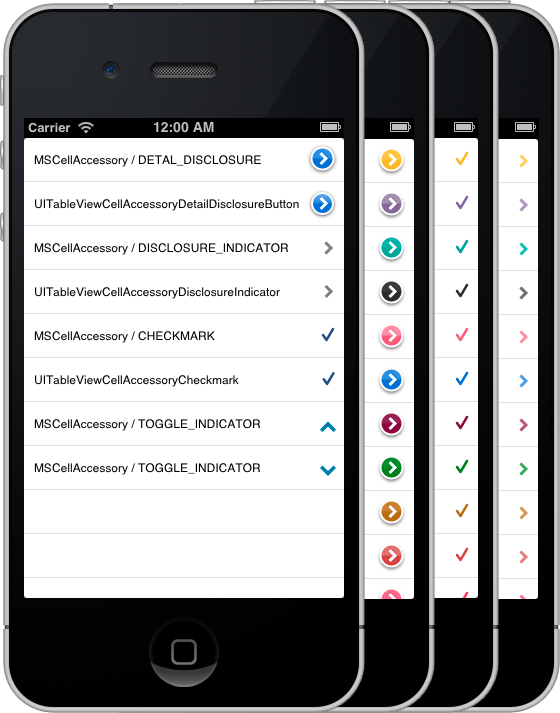 Carrier 12:00 AM
MSCellAccessory / DETAL_DISCLOSURE
UITableViewCellAccessoryDetailDisclosureButton
MSCellAccessory / DISCLOSURE_INDICATOR
UITableViewCellAccessoryDisclosureIndicator
MSCellAccessory / CHECKMARK
UITableViewCellAccessoryCheckmark
MSCellAccessory / TOGGLE_INDICATOR
MSCellAccessory / TOGGLE_INDICATOR